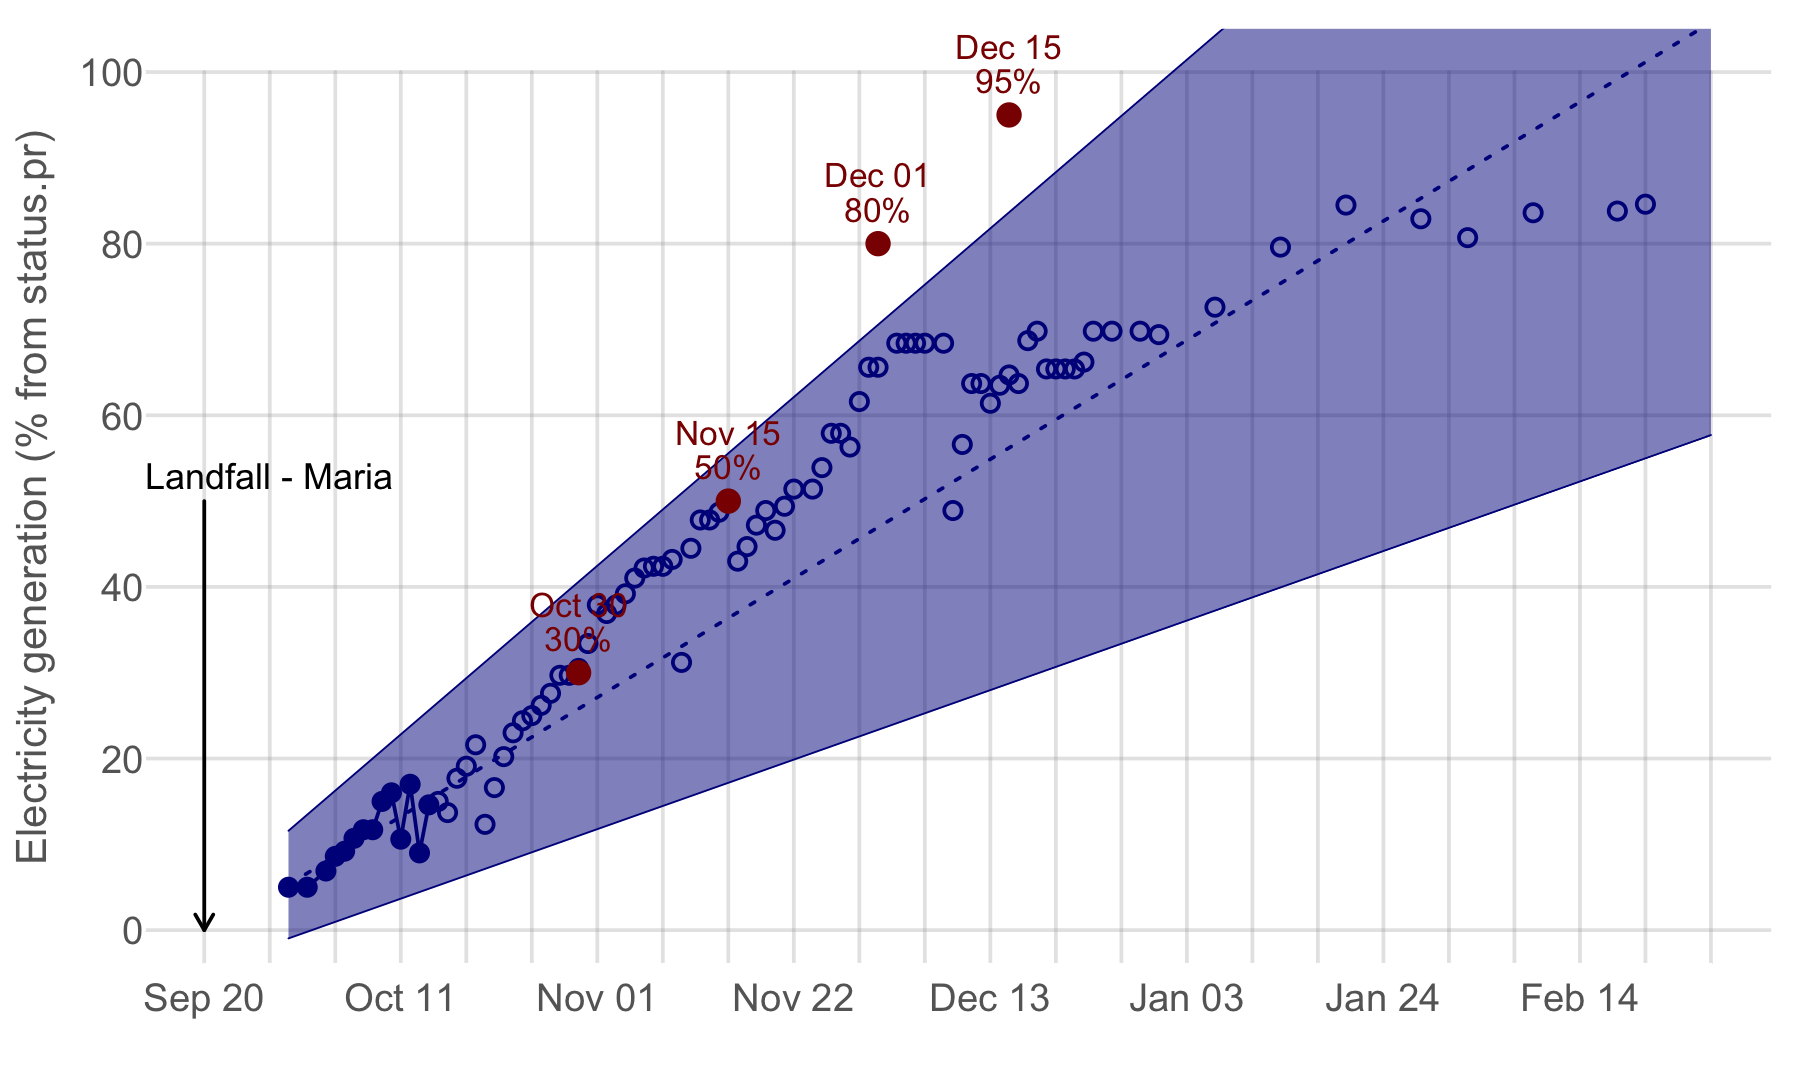 Electricity generation (% from status.pr)
100
80
60
40
20
0
Dec 15
95%
Dec 01
80%
Nov 15
50%
Oct 30
30%
Landfall - Maria
Sep 20
Oct 11
Nov 01
Nov 22
Dec 13
Jan 03
Jan 24
Feb 14